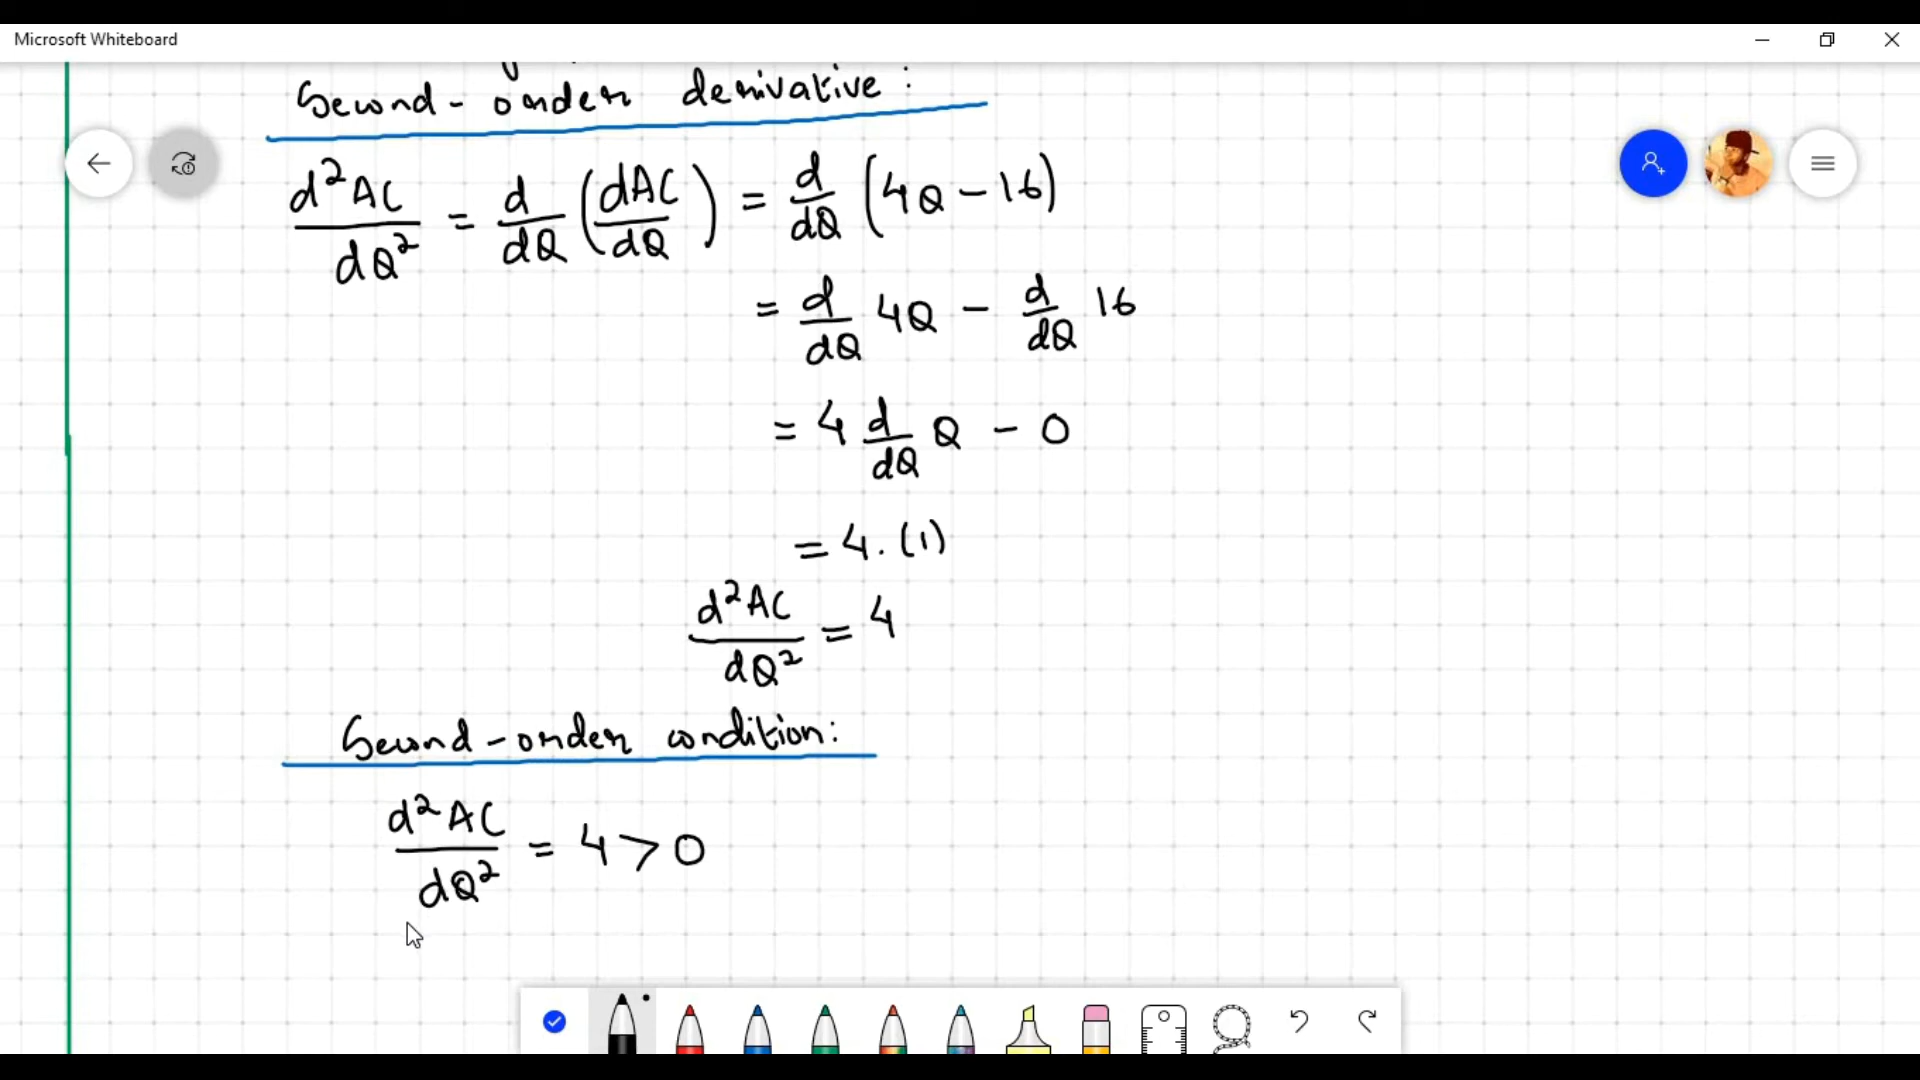 Microsoft Whiteboard
Second-order derivative:
d²AC/dQ² = d/dQ (dAC/dQ) = d/dQ (4Q - 16)
= d/dQ 4Q - d/dQ 16
= 4 d/dQ Q - 0
= 4.(1)
d²AC/dQ² = 4
Second-order condition:
d²AC/dQ² = 4 > 0